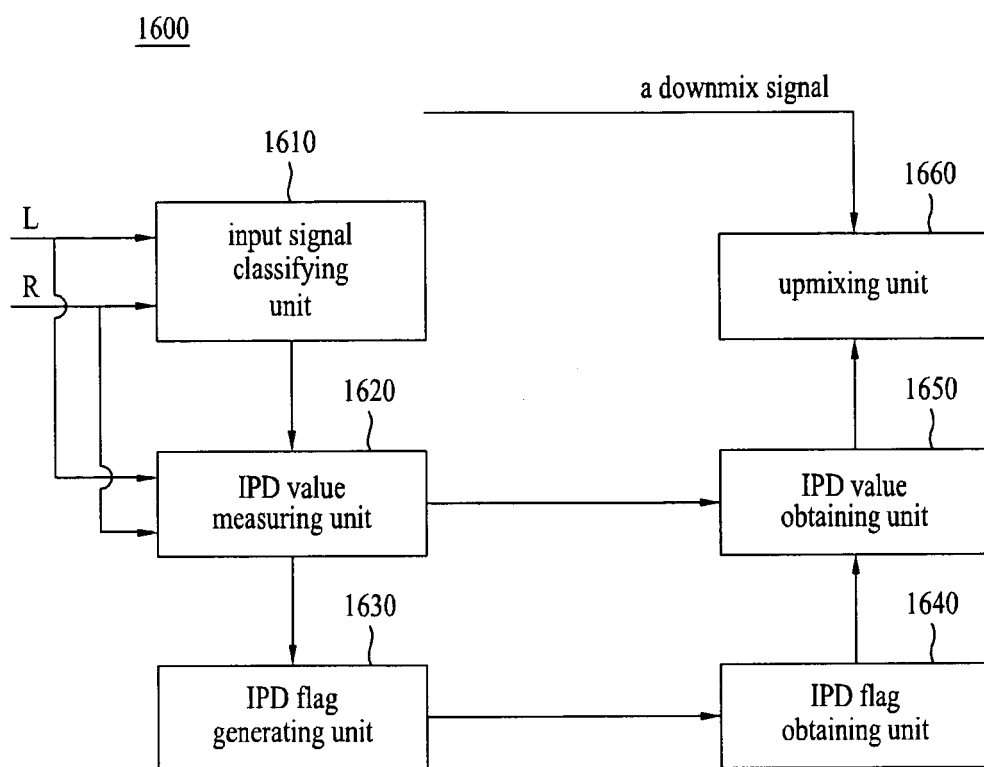 1600
a downmix signal
1610
1660
L
R
input signal
classifying
unit
upmixing unit
1620
1650
IPD value
measuring unit
IPD value
obtaining unit
1630
1640
IPD flag
generating unit
IPD flag
obtaining unit